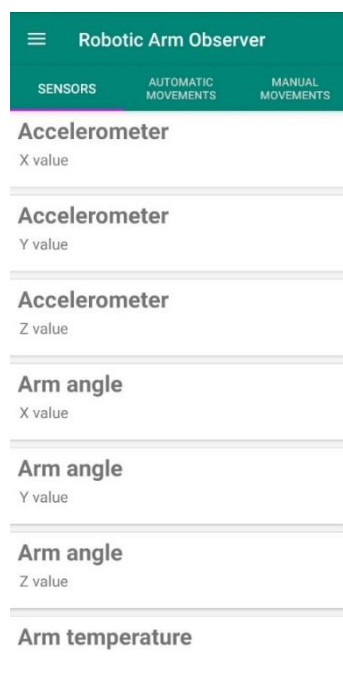 Robotic Arm Observer
SENSORS
AUTOMATIC
MOVEMENTS
MANUAL
MOVEMENTS
Accelerometer
X value
Accelerometer
Y value
Accelerometer
Z value
Arm angle
X value
Arm angle
Y value
Arm angle
Z value
Arm temperature